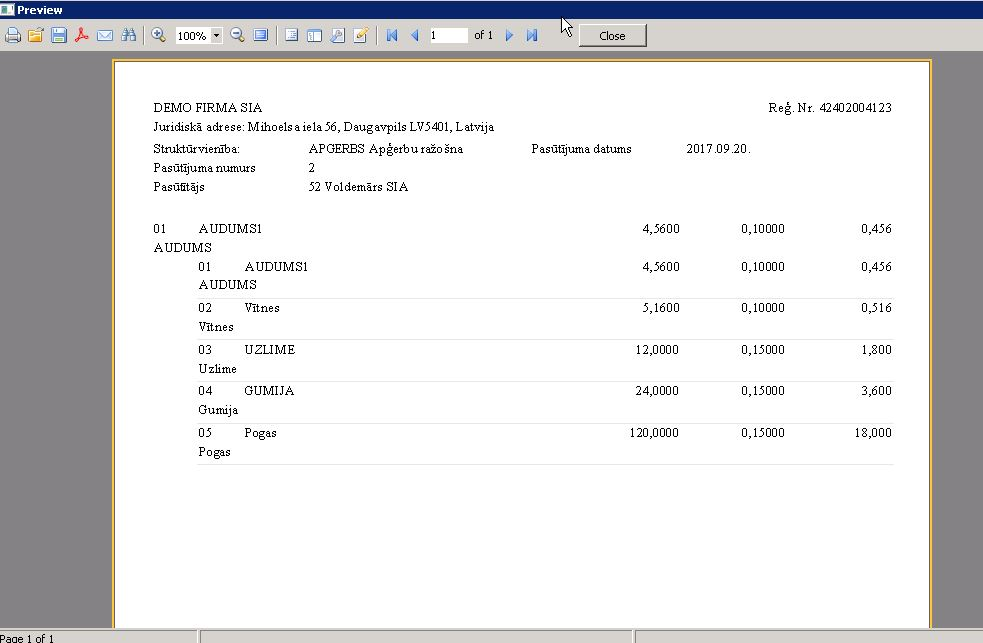 Preview
100% 1 of 1 Close
DEMO FIRMA SIA Reģ. Nr. 42402004123
Juridiskā adrese: Mihoelsa iela 56, Daugavpils LV5401, Latvija
Struktūrvienība: APGERBS Apģerbu ražošna Pasūtījuma datums 2017.09.20.
Pasūtījuma numurs 2
Pasūtītājs 52 Voldemārs SIA
01 AUDUMS1 4,5600 0,10000 0,456
AUDUMS
01 AUDUMS1 4,5600 0,10000 0,456
AUDUMS
02 Vītnes 5,1600 0,10000 0,516
Vītnes
03 UZLIME 12,0000 0,15000 1,800
Uzlime
04 GUMIJA 24,0000 0,15000 3,600
Gumija
05 Pogas 120,0000 0,15000 18,000
Pogas
Page 1 of 1